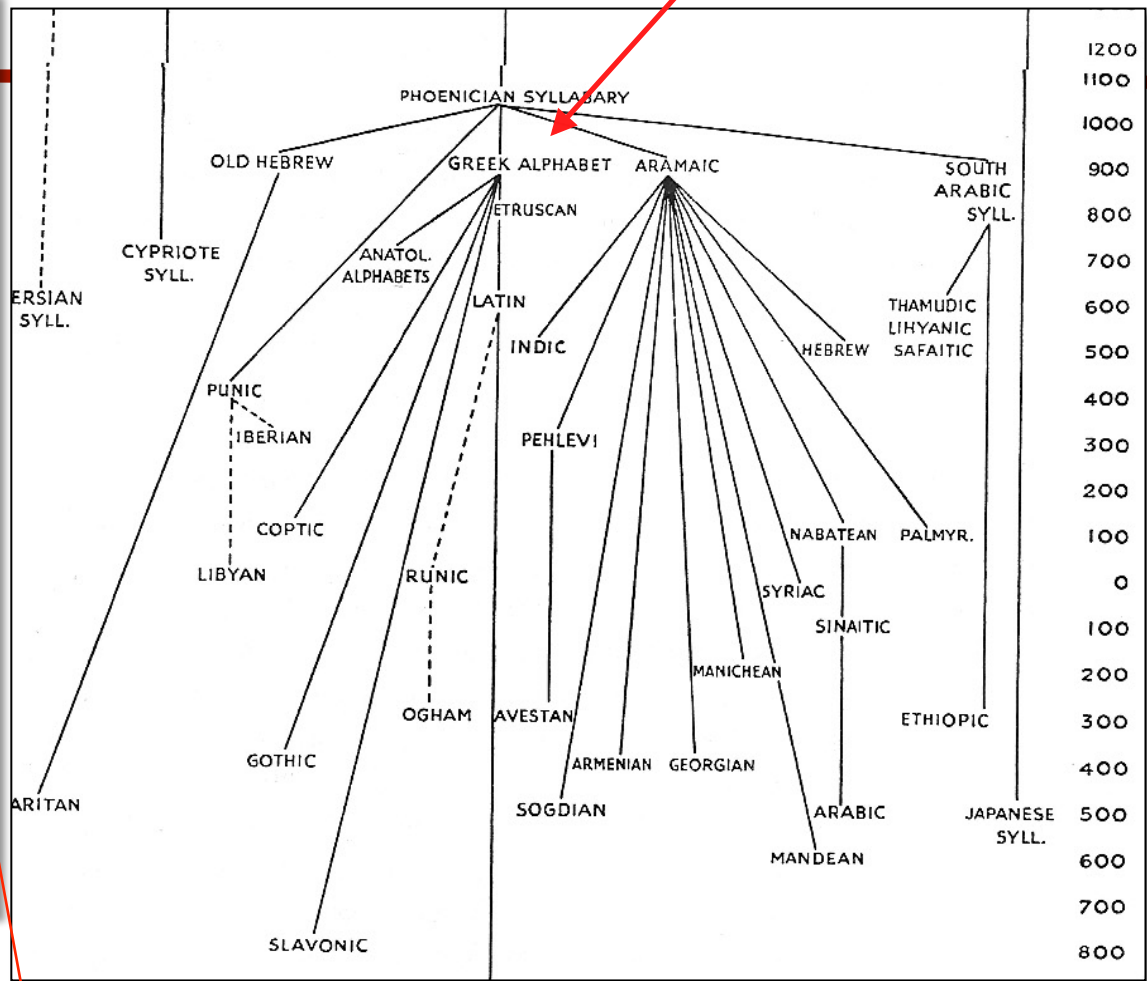 1200
1100
PHOENICIAN SYLLABARY
1000
OLD HEBREW
GREEK ALPHABET
ARAMAIC
900
SOUTH
ARABIC
SYLL.
ETRUSCAN
800
CYPRIOTE
SYLL.
ANATOL.
ALPHABETS
700
ERSIAN
SYLL.
LATIN
THAMUDIC
LIHYANIC
SAFAITIC
600
INDIC
HEBREW
500
PUNIC
400
IBERIAN
PEHLEVI
300
200
COPTIC
NABATEAN
PALMYR.
100
LIBYAN
RUNIC
SYRIAC
0
SINAITIC
100
MANICHEAN
200
OGHAM
AVESTAN
ETHIOPIC
300
GOTHIC
ARMENIAN
GEORGIAN
400
ARITAN
SOGDIAN
ARABIC
JAPANESE
SYLL.
500
MANDEAN
600
700
SLAVONIC
800